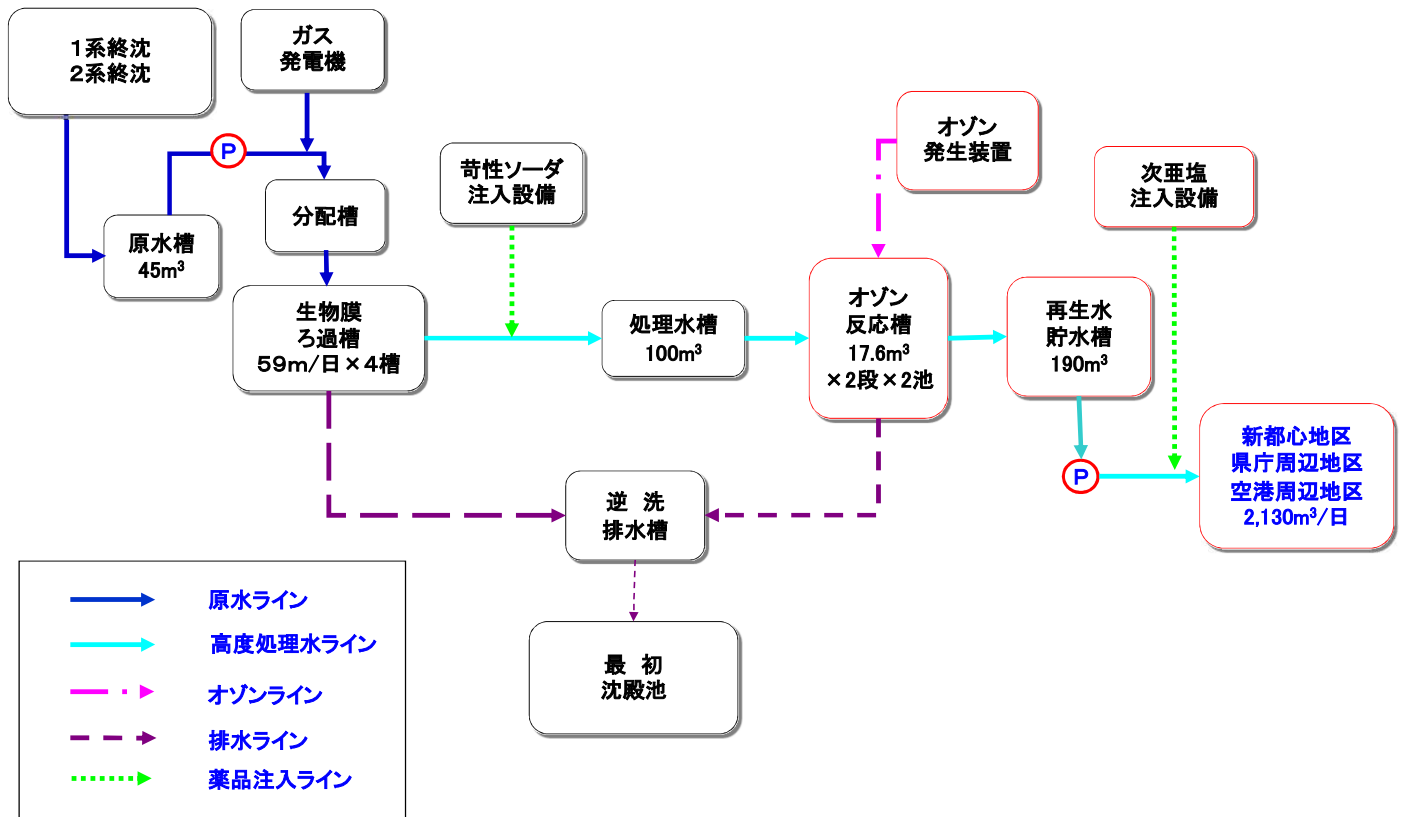 1系終沈
2系終沈
ガス
発電機
P
原水槽
45m³
分配槽
生物膜
ろ過槽
59m/日×4槽
苛性ソーダ
注入設備
処理水槽
100m³
オゾン
発生装置
オゾン
反応槽
17.6m³
×2段×2池
次亜塩
注入設備
再生水
貯水槽
190m³
P
新都心地区
県庁周辺地区
空港周辺地区
2,130m³/日
逆 洗
排水槽
最 初
沈殿池
原水ライン
高度処理水ライン
オゾンライン
排水ライン
薬品注入ライン